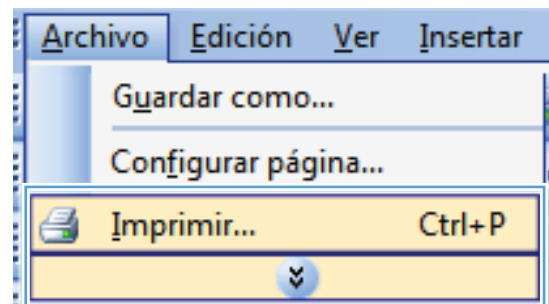 Archivo Edición Ver Insertar
Guardar como...
Configurar página...
Imprimir... Ctrl+P